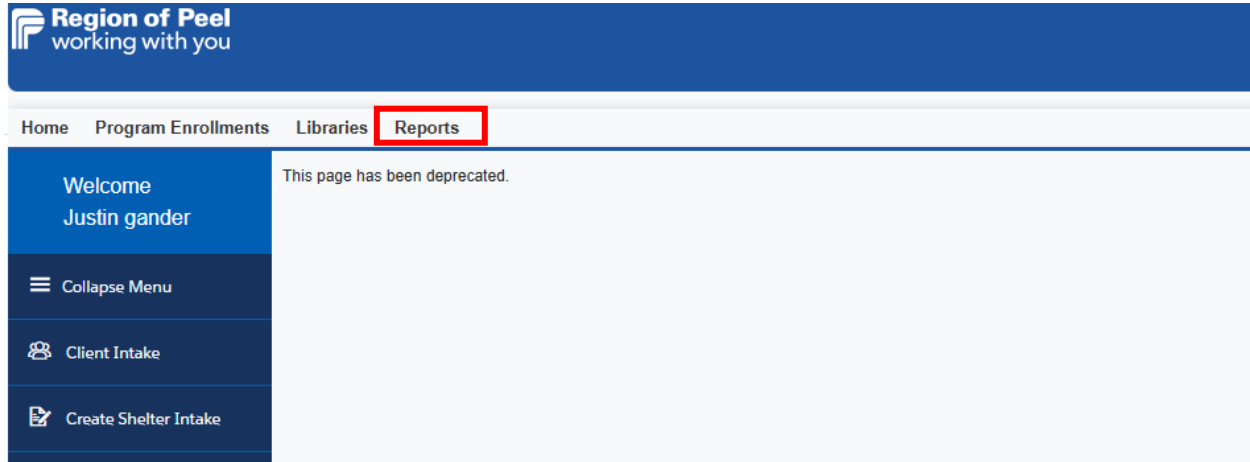 Region of Peel
working with you
Home Program Enrollments Libraries Reports
Welcome
Justin gander
This page has been deprecated.
Collapse Menu
Client Intake
Create Shelter Intake